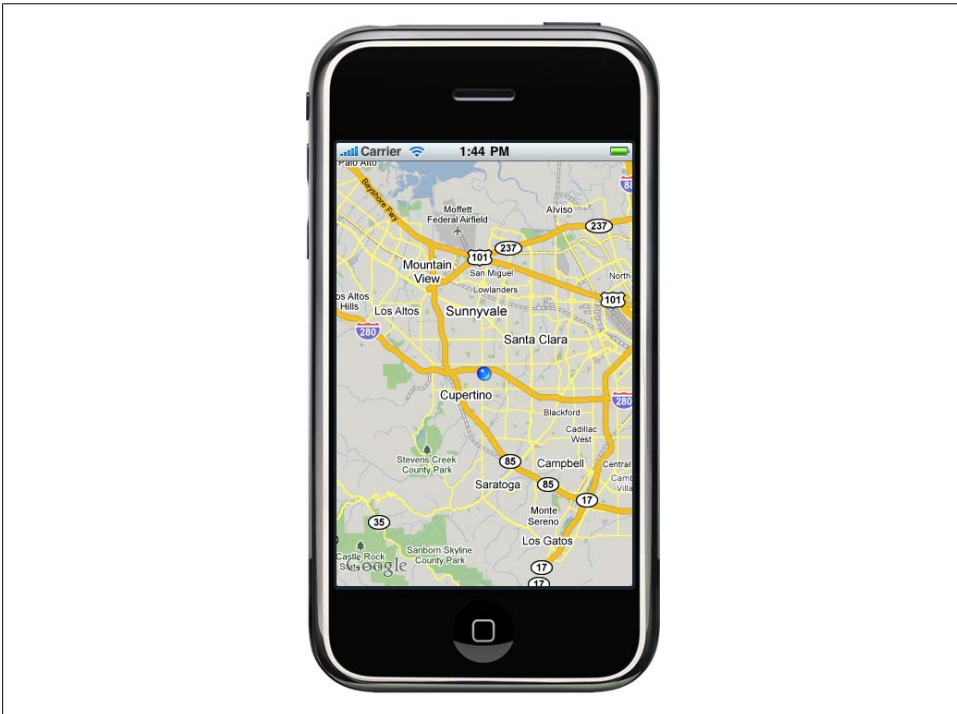 Carrier 1:44 PM
Palo Alto
Bayshore Fwy
88
Moffett
Federal Airfield
Alviso
237
237
101
Mountain
View
San Miguel
North
Lowlanders
101
os Altos
Hills
Los Altos
Sunnyvale
280
Santa Clara
Cupertino
280
Blackford
Cadillac
West
Stevens Creek
County Park
85
Campbell
Central
Saratoga
85
Camb
Villa
17
Monte
Sereno
35
Los Gatos
Sanborn Skyline
County Park
Castle Rock
Google
17
17